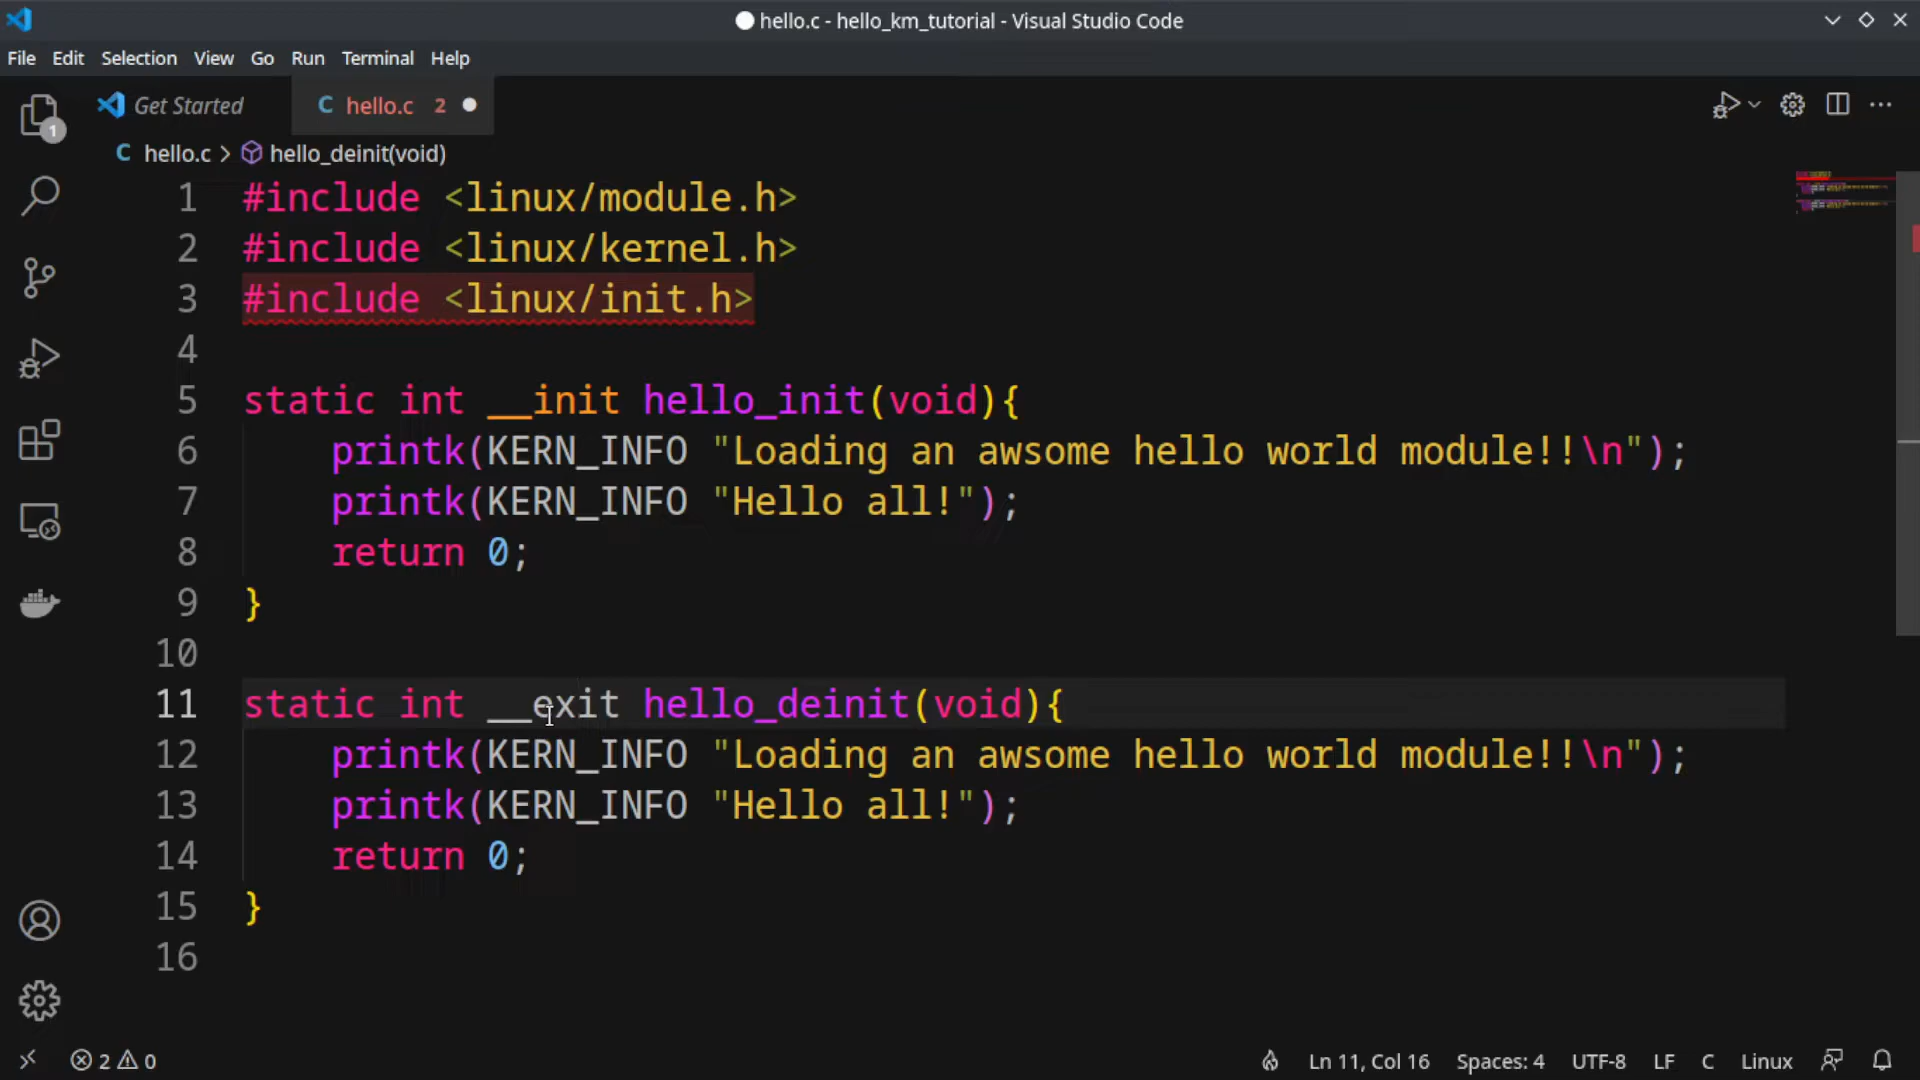 hello.c - hello_km_tutorial - Visual Studio Code
File Edit Selection View Go Run Terminal Help
Get Started hello.c 2
1
C hello.c > hello_deinit(void)
1 #include <linux/module.h>
2 #include <linux/kernel.h>
3 #include <linux/init.h>
4
5 static int __init hello_init(void){
6 printk(KERN_INFO "Loading an awsome hello world module!!\n");
7 printk(KERN_INFO "Hello all!");
8 return 0;
9 }
10
11 static int __exit hello_deinit(void){
12 printk(KERN_INFO "Loading an awsome hello world module!!\n");
13 printk(KERN_INFO "Hello all!");
14 return 0;
15 }
16
2 0 Ln 11, Col 16 Spaces: 4 UTF-8 LF C Linux